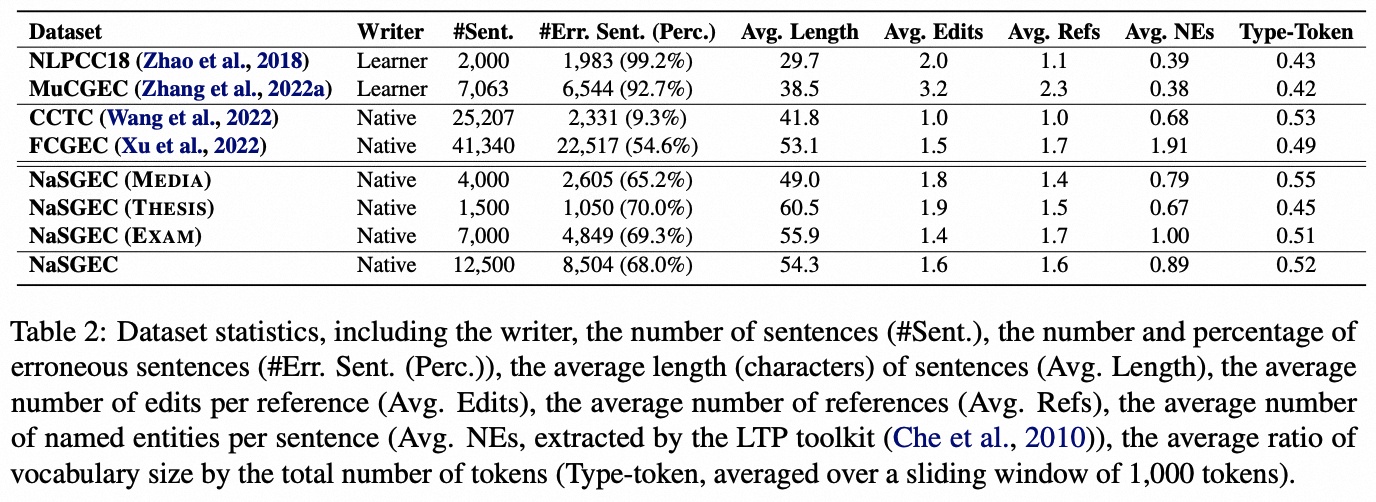 Dataset Writer #Sent. #Err. Sent. (Perc.) Avg. Length Avg. Edits Avg. Refs Avg. NEs Type-Token
NLPCC18 (Zhao et al., 2018) Learner 2,000 1,983 (99.2%) 29.7 2.0 1.1 0.39 0.43
MuCGEC (Zhang et al., 2022a) Learner 7,063 6,544 (92.7%) 38.5 3.2 2.3 0.38 0.42
CCTC (Wang et al., 2022) Native 25,207 2,331 (9.3%) 41.8 1.0 1.0 0.68 0.53
FCGEC (Xu et al., 2022) Native 41,340 22,517 (54.6%) 53.1 1.5 1.7 1.91 0.49
NaSGEC (MEDIA) Native 4,000 2,605 (65.2%) 49.0 1.8 1.4 0.79 0.55
NaSGEC (THESIS) Native 1,500 1,050 (70.0%) 60.5 1.9 1.5 0.67 0.45
NaSGEC (EXAM) Native 7,000 4,849 (69.3%) 55.9 1.4 1.7 1.00 0.51
NaSGEC Native 12,500 8,504 (68.0%) 54.3 1.6 1.6 0.89 0.52
Table 2: Dataset statistics, including the writer, the number of sentences (#Sent.), the number and percentage of
erroneous sentences (#Err. Sent. (Perc.)), the average length (characters) of sentences (Avg. Length), the average
number of edits per reference (Avg. Edits), the average number of references (Avg. Refs), the average number
of named entities per sentence (Avg. NEs, extracted by the LTP toolkit (Che et al., 2010)), the average ratio of
vocabulary size by the total number of tokens (Type-token, averaged over a sliding window of 1,000 tokens).